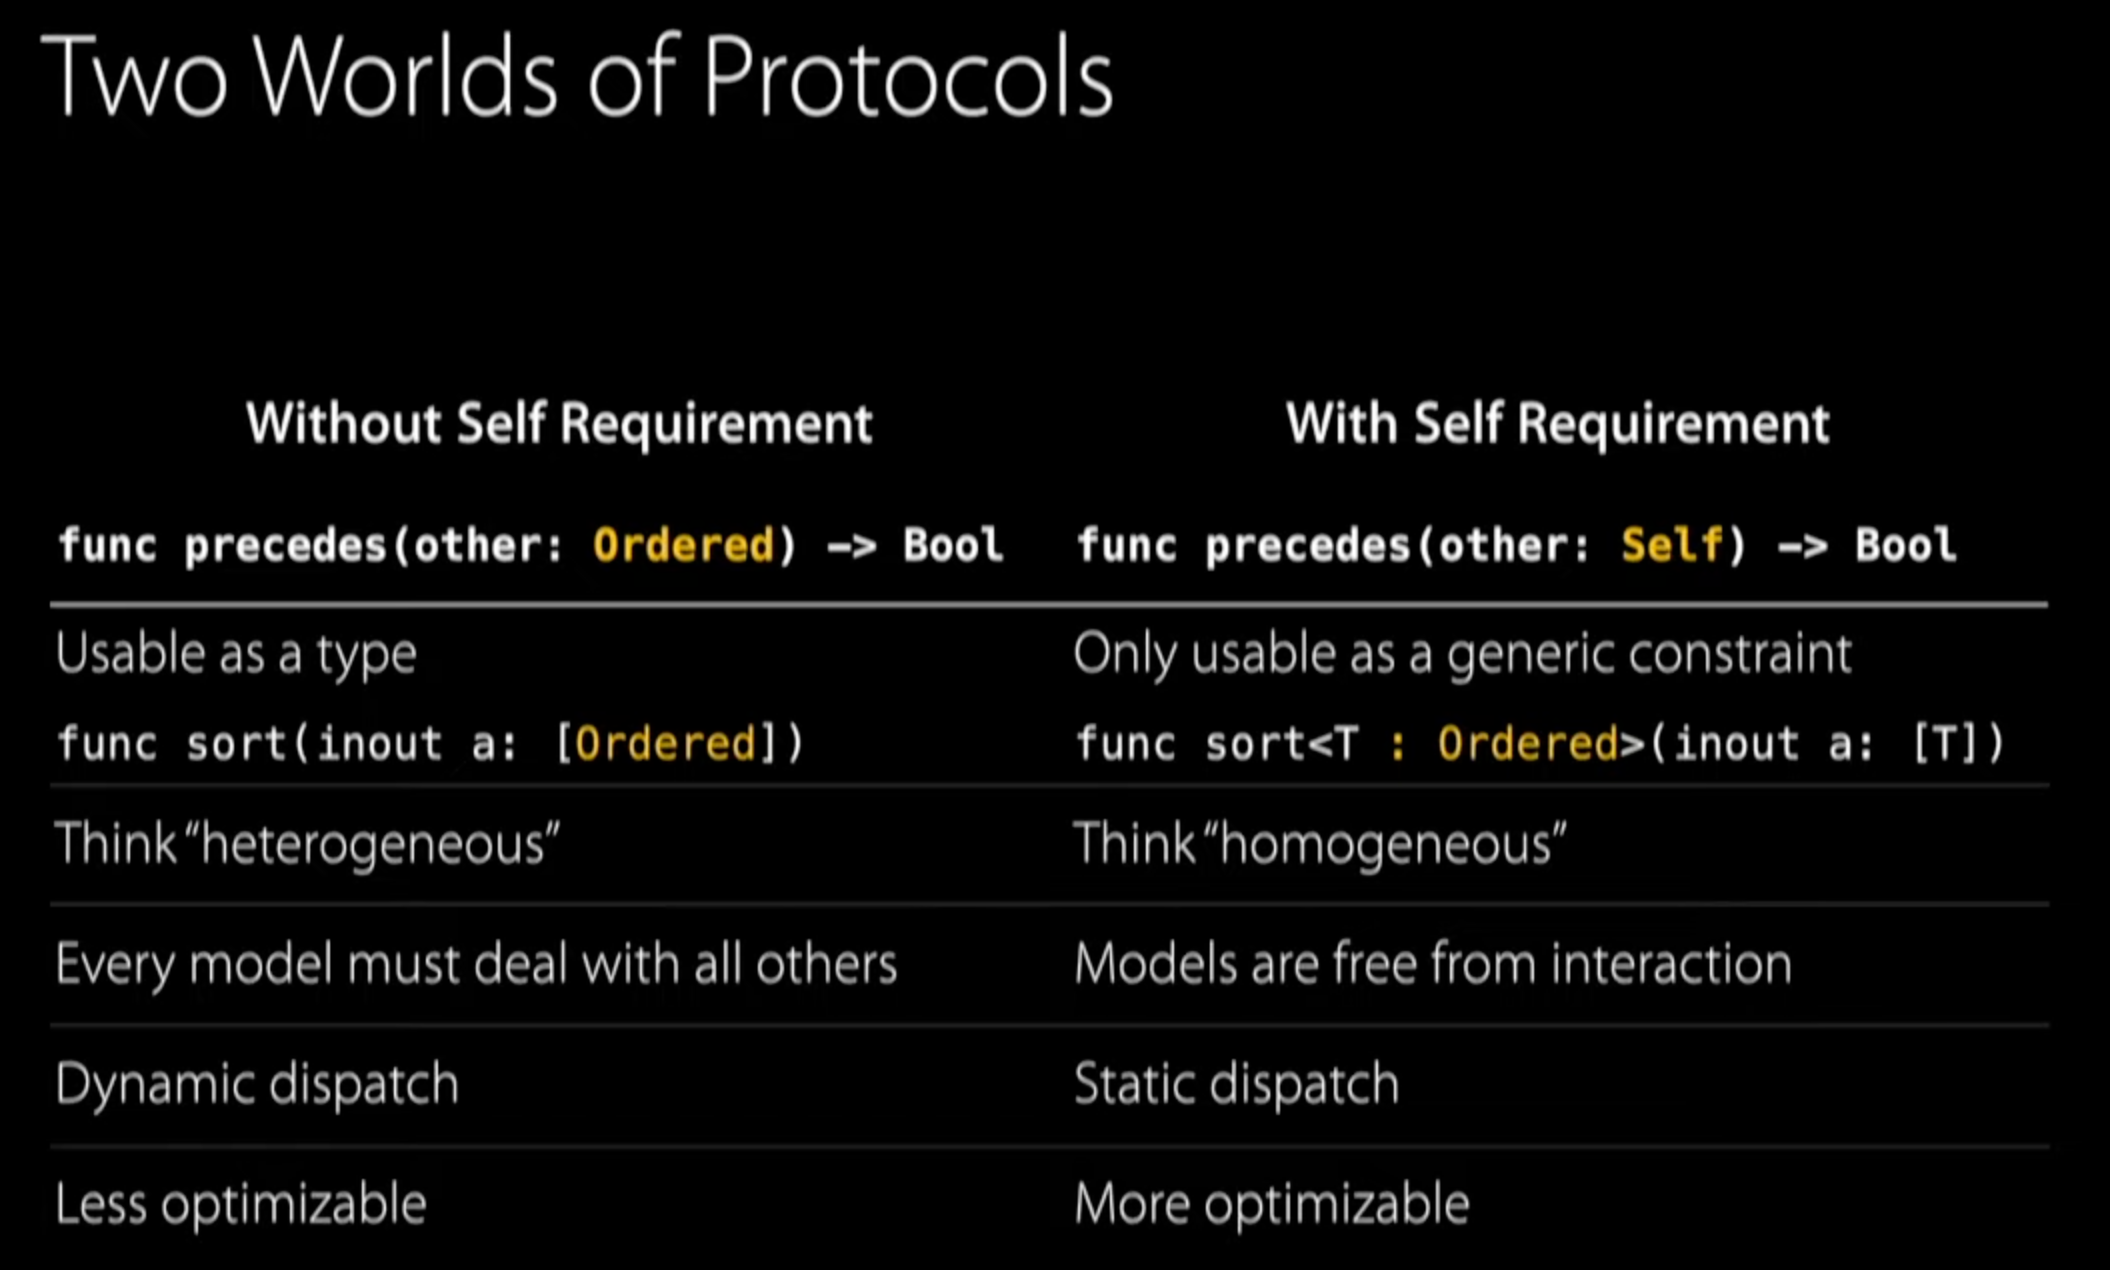 Two Worlds of Protocols
Without Self Requirement
With Self Requirement
func precedes(other: Ordered) -> Bool
func precedes(other: Self) -> Bool
Usable as a type
Only usable as a generic constraint
func sort(inout a: [Ordered])
func sort<T : Ordered>(inout a: [T])
Think “heterogeneous”
Think “homogeneous”
Every model must deal with all others
Models are free from interaction
Dynamic dispatch
Static dispatch
Less optimizable
More optimizable